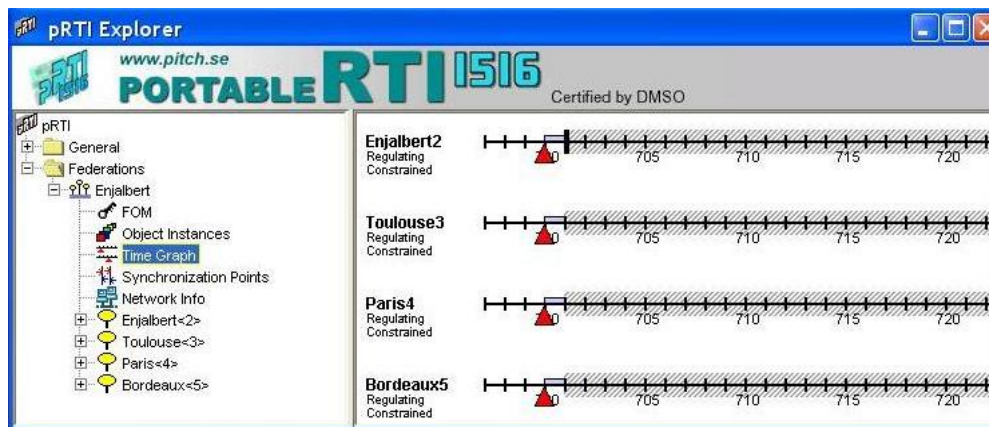 pRTI Explorer
www.pitch.se
PORTABLE RTI 1516
Certified by DMSO
pRTI
General
Federations
Enjalbert
FOM
Object Instances
Time Graph
Synchronization Points
Network Info
Enjalbert<2>
Toulouse<3>
Paris<4>
Bordeaux<5>
Enjalbert2
Regulating
Constrained
705 710 715 720
Toulouse3
Regulating
Constrained
705 710 715 720
Paris4
Regulating
Constrained
705 710 715 720
Bordeaux5
Regulating
Constrained
705 710 715 720